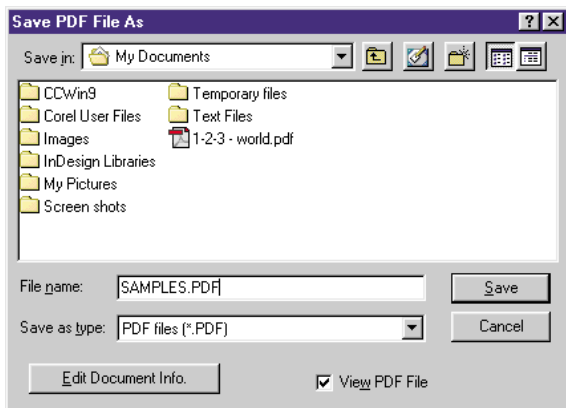 Save PDF File As
Save in: My Documents
CCWin9
Corel User Files
Images
InDesign Libraries
My Pictures
Screen shots
Temporary files
Text Files
1-2-3 - world.pdf
File name: SAMPLES.PDF
Save
Save as type: PDF files (*.PDF)
Cancel
Edit Document Info.
View PDF File